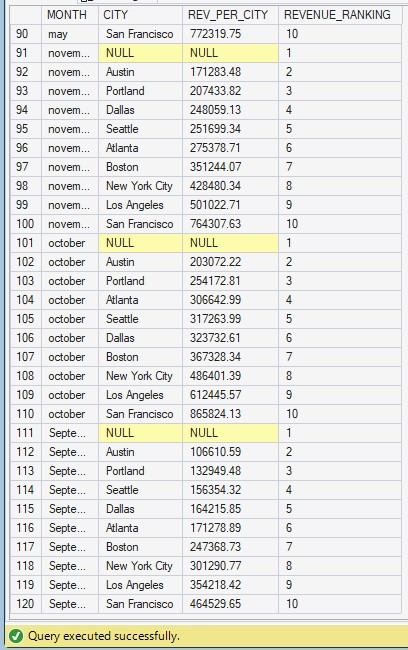 MONTH CITY REV_PER_CITY REVENUE_RANKING
90 may San Francisco 772319.75 10
91 novem... NULL NULL 1
92 novem... Austin 171283.48 2
93 novem... Portland 207433.82 3
94 novem... Dallas 248059.13 4
95 novem... Seattle 251699.34 5
96 novem... Atlanta 275378.71 6
97 novem... Boston 351244.07 7
98 novem... New York City 428480.34 8
99 novem... Los Angeles 501022.71 9
100 novem... San Francisco 764307.63 10
101 october NULL NULL 1
102 october Austin 203072.22 2
103 october Portland 254172.81 3
104 october Atlanta 306642.99 4
105 october Seattle 317263.99 5
106 october Dallas 323732.61 6
107 october Boston 367328.34 7
108 october New York City 486401.39 8
109 october Los Angeles 612445.57 9
110 october San Francisco 865824.13 10
111 Septe... NULL NULL 1
112 Septe... Austin 106610.59 2
113 Septe... Portland 132949.48 3
114 Septe... Seattle 156354.32 4
115 Septe... Dallas 164215.85 5
116 Septe... Atlanta 171278.89 6
117 Septe... Boston 247368.73 7
118 Septe... New York City 301290.77 8
119 Septe... Los Angeles 354218.42 9
120 Septe... San Francisco 464529.65 10
Query executed successfully.